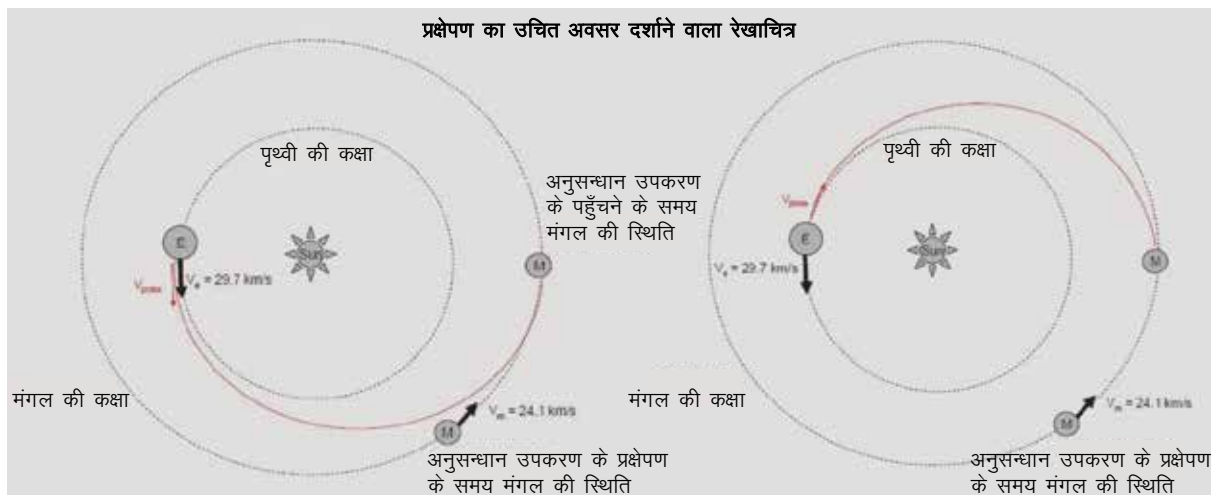 प्रक्षेपण का उचित अवसर दर्शाने वाला रेखाचित्र
पृथ्वी की कक्षा
अनुसन्धान उपकरण
के पहुँचने के समय
मंगल की स्थिति
E
Sun
M
Vₑ = 29.7 km/s
V
मंगल की कक्षा
Vₘ = 24.1 km/s
M
अनुसन्धान उपकरण के प्रक्षेपण
के समय मंगल की स्थिति
पृथ्वी की कक्षा
V
E
Sun
M
Vₑ = 29.7 km/s
मंगल की कक्षा
Vₘ = 24.1 km/s
M
अनुसन्धान उपकरण के प्रक्षेपण
के समय मंगल की स्थिति